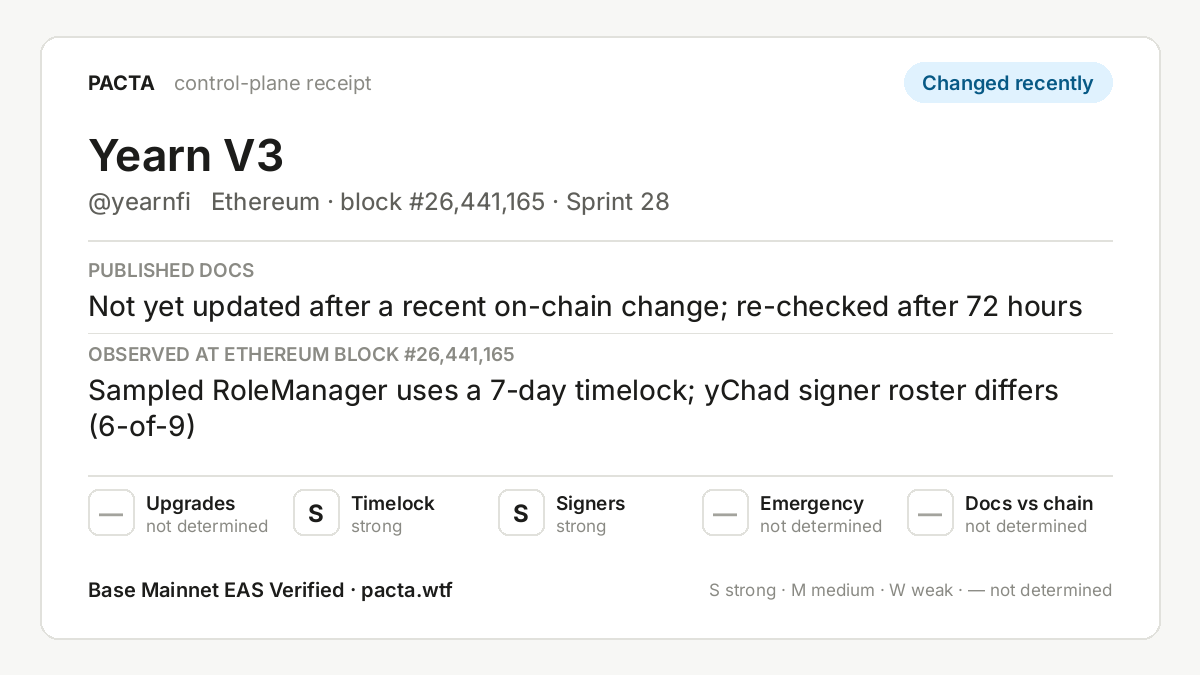 PACTA control-plane receipt Changed recently
Yearn V3
@yearnfi Ethereum · block #26,441,165 · Sprint 28
PUBLISHED DOCS
Not yet updated after a recent on-chain change; re-checked after 72 hours
OBSERVED AT ETHEREUM BLOCK #26,441,165
Sampled RoleManager uses a 7-day timelock; yChad signer roster differs
(6-of-9)
— Upgrades not determined
S Timelock strong
S Signers strong
— Emergency not determined
— Docs vs chain not determined
Base Mainnet EAS Verified · pacta.wtf
S strong · M medium · W weak · — not determined